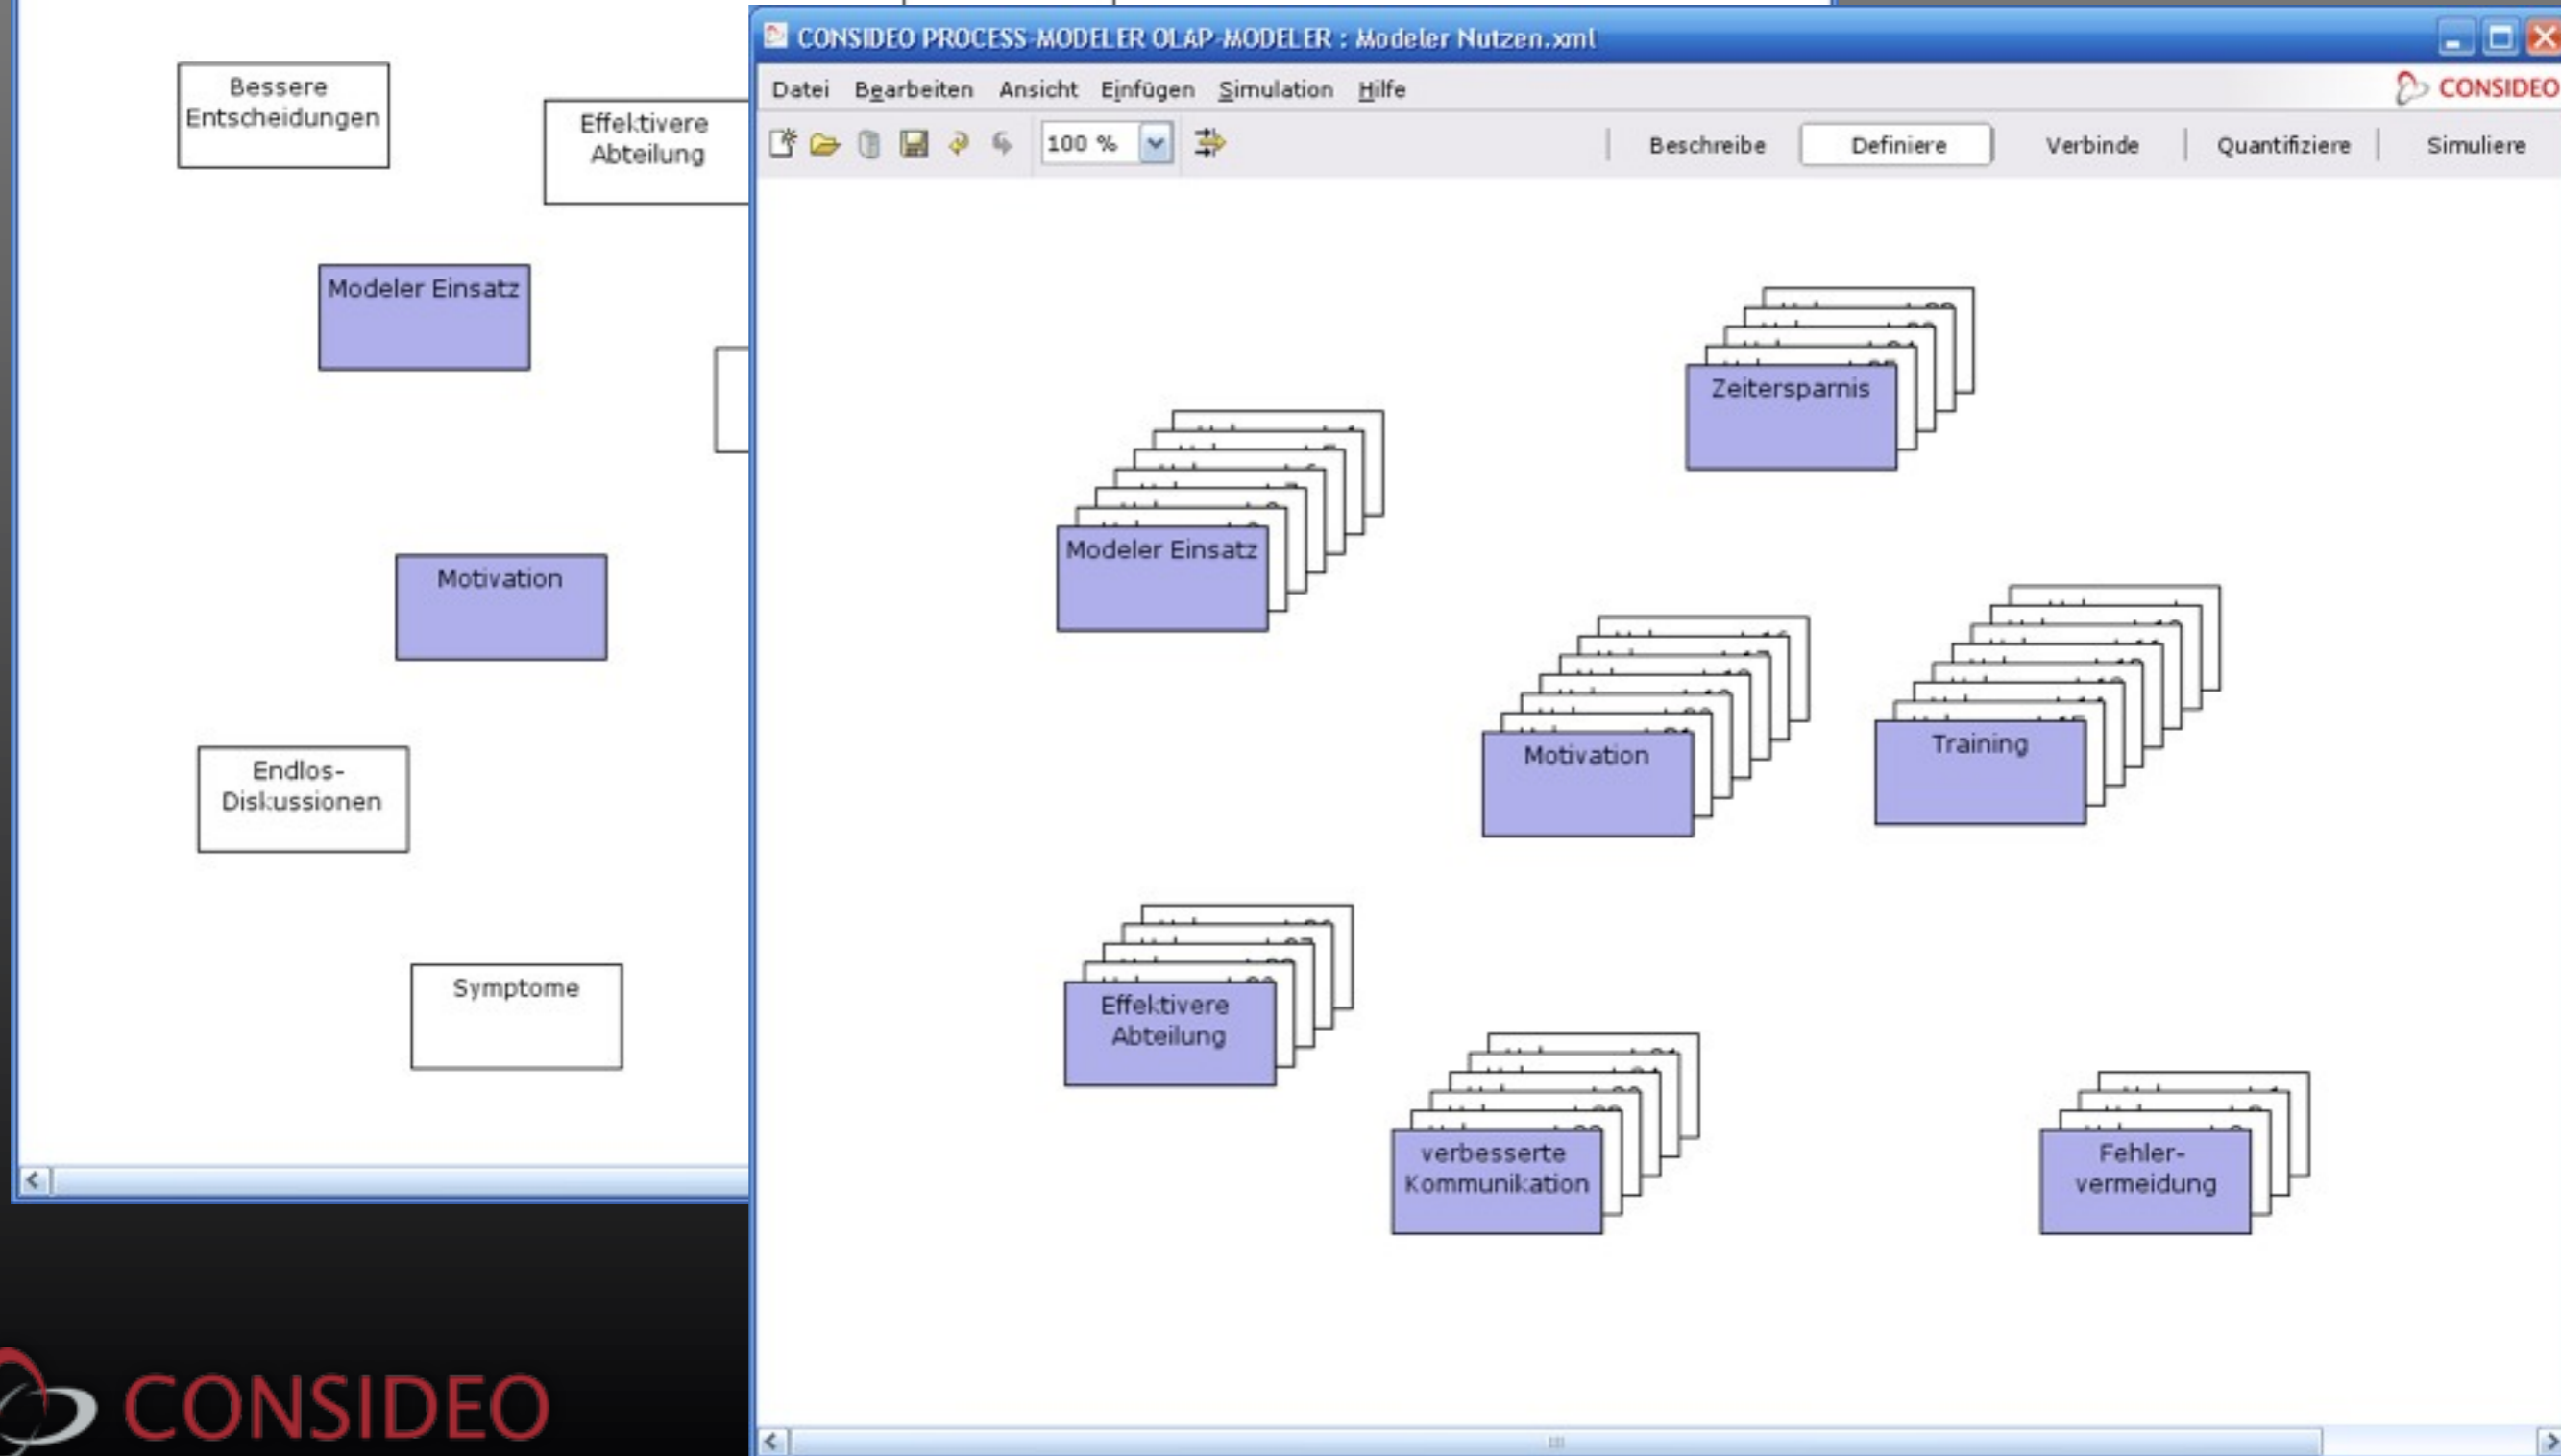 Bessere
Entscheidungen
Effektivere
Abteilung
Modeler Einsatz
Motivation
Endlos-
Diskussionen
Symptome
CONSIDEO PROCESS-MODELER OLAP-MODELER : Modeler Nutzen.xml
Datei Bearbeiten Ansicht Einfügen Simulation Hilfe
CONSIDEO
100 %
Beschreibe Definiere Verbinde Quantifiziere Simuliere
Zeitersparnis
Modeler Einsatz
Motivation
Training
Effektivere
Abteilung
verbesserte
Kommunikation
Fehler-
vermeidung
CONSIDEO